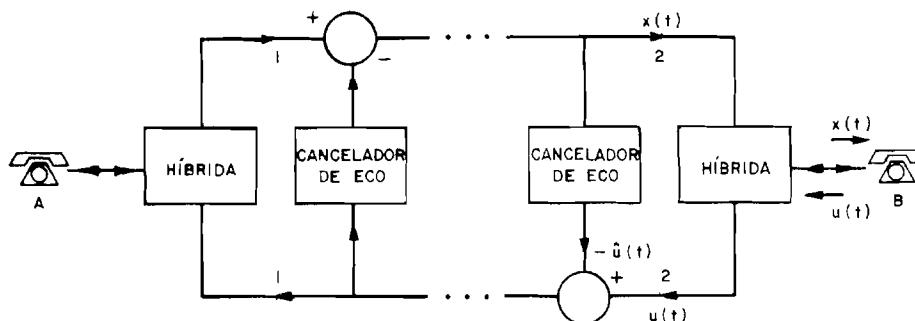 +
x(t)
1
−
2
HÍBRIDA
CANCELADOR
DE ECO
CANCELADOR
DE ECO
HÍBRIDA
x(t)
A
B
u(t)
− û(t)
+
1
2
u(t)